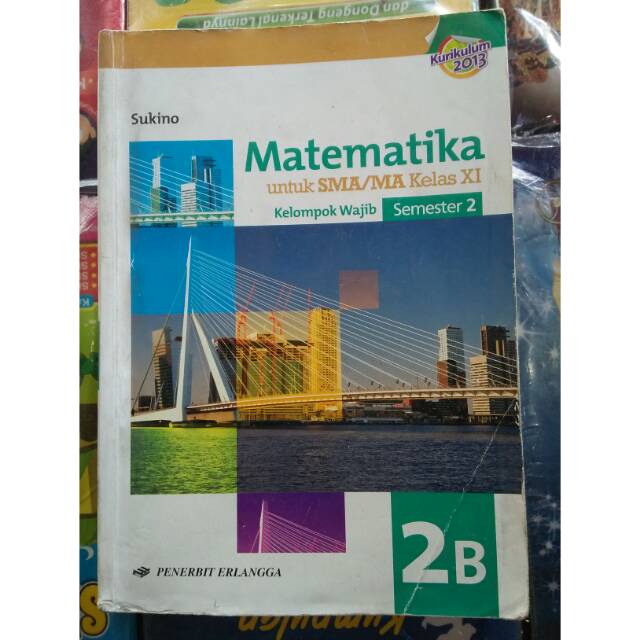 dan Dongeng Terkenal Lainnya
Kurikulum
2013
Sukino
Matematika
untuk SMA/MA Kelas XI
Kelompok Wajib
Semester 2
2B
PENERBIT ERLANGGA
Kumpulan